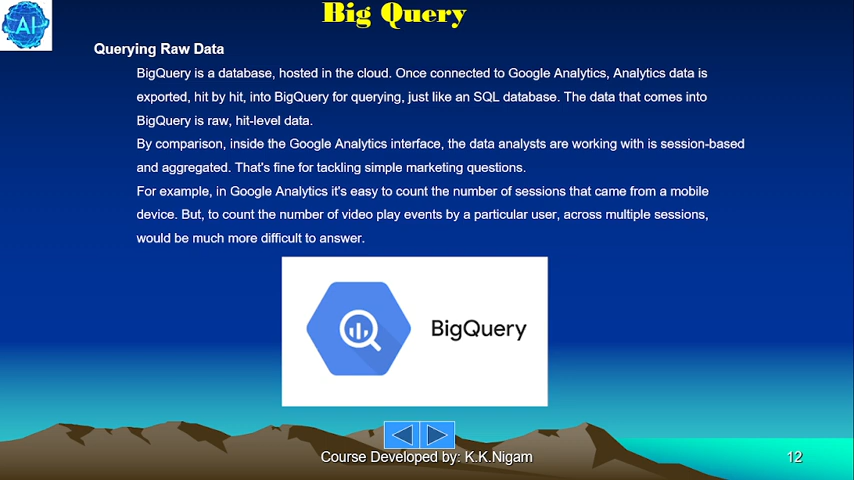 AI
Big Query
Querying Raw Data
BigQuery is a database, hosted in the cloud. Once connected to Google Analytics, Analytics data is
exported, hit by hit, into BigQuery for querying, just like an SQL database. The data that comes into
BigQuery is raw, hit-level data.
By comparison, inside the Google Analytics interface, the data analysts are working with is session-based
and aggregated. That's fine for tackling simple marketing questions.
For example, in Google Analytics it's easy to count the number of sessions that came from a mobile
device. But, to count the number of video play events by a particular user, across multiple sessions,
would be much more difficult to answer.
BigQuery
Course Developed by: K.K.Nigam
12